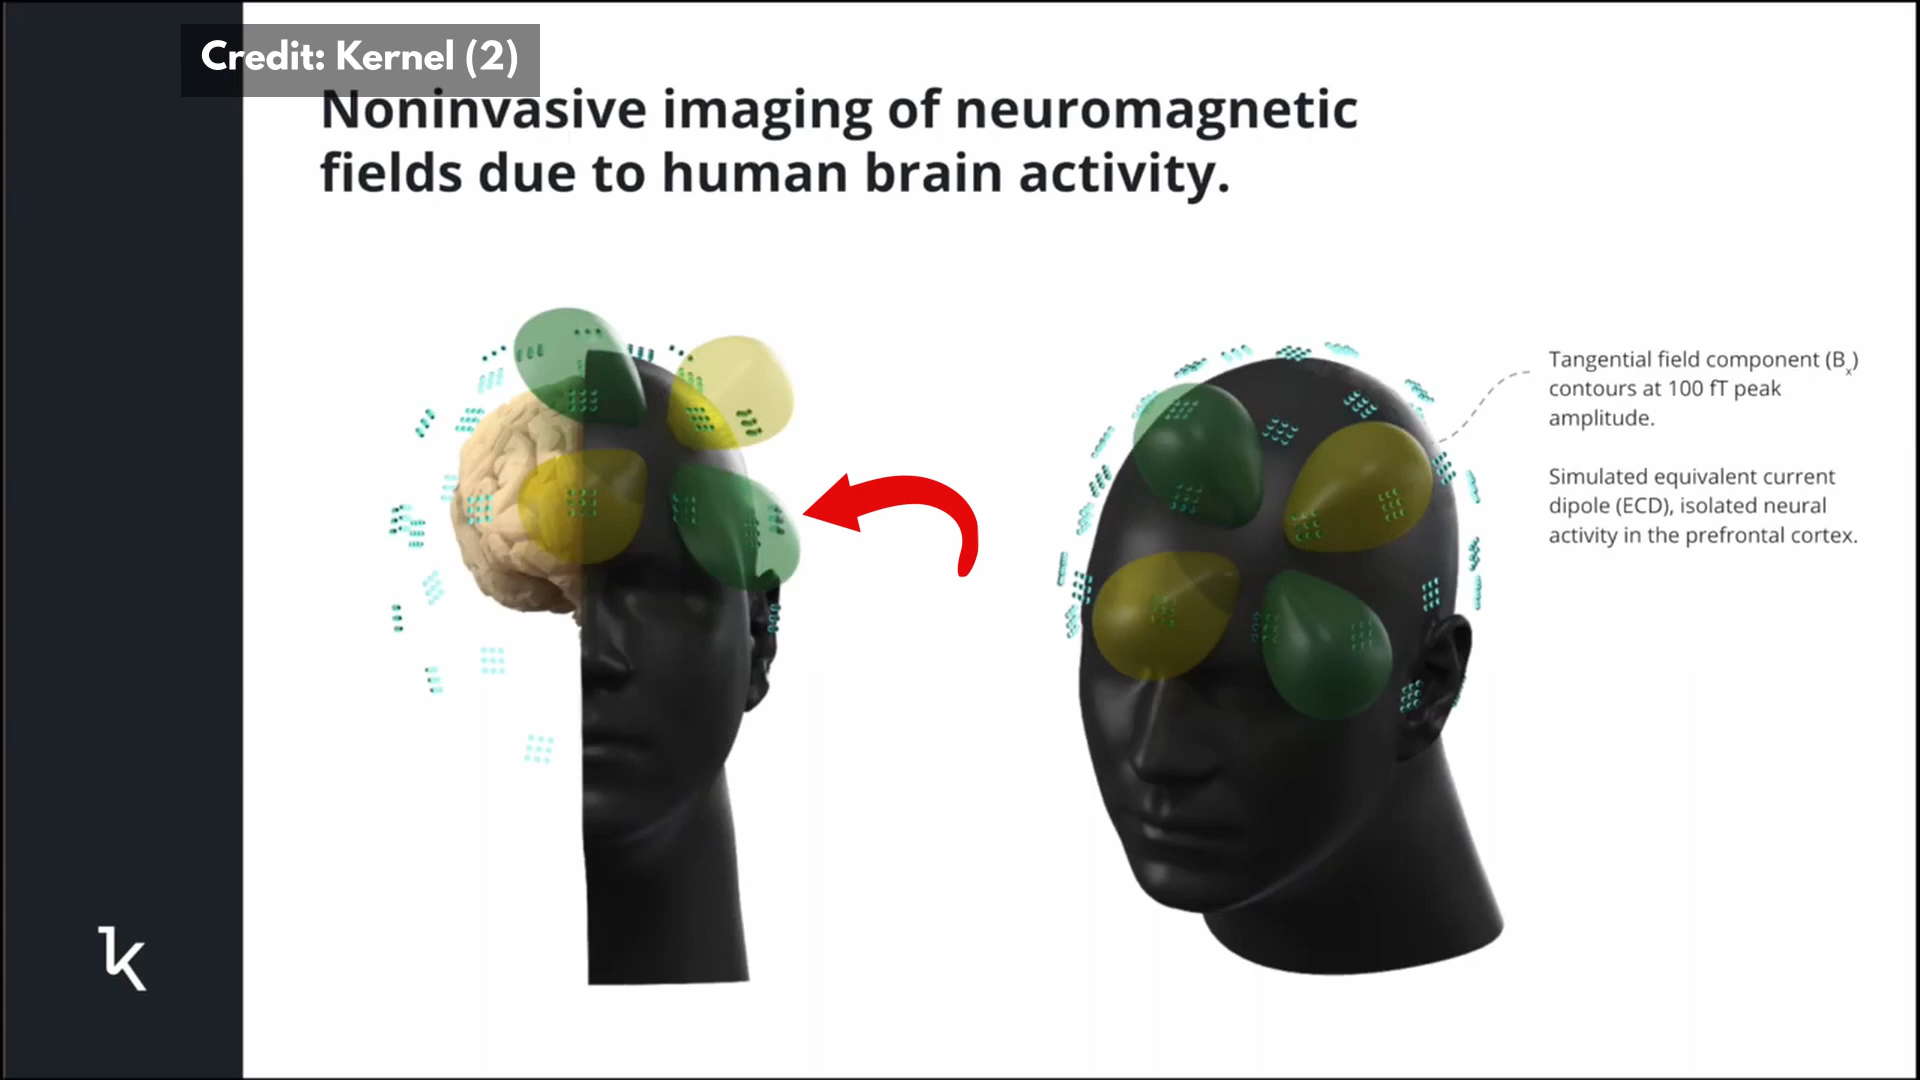 Credit: Kernel (2)
Noninvasive imaging of neuromagnetic
fields due to human brain activity.
Tangential field component (Bx)
contours at 100 fT peak
amplitude.
Simulated equivalent current
dipole (ECD), isolated neural
activity in the prefrontal cortex.
k